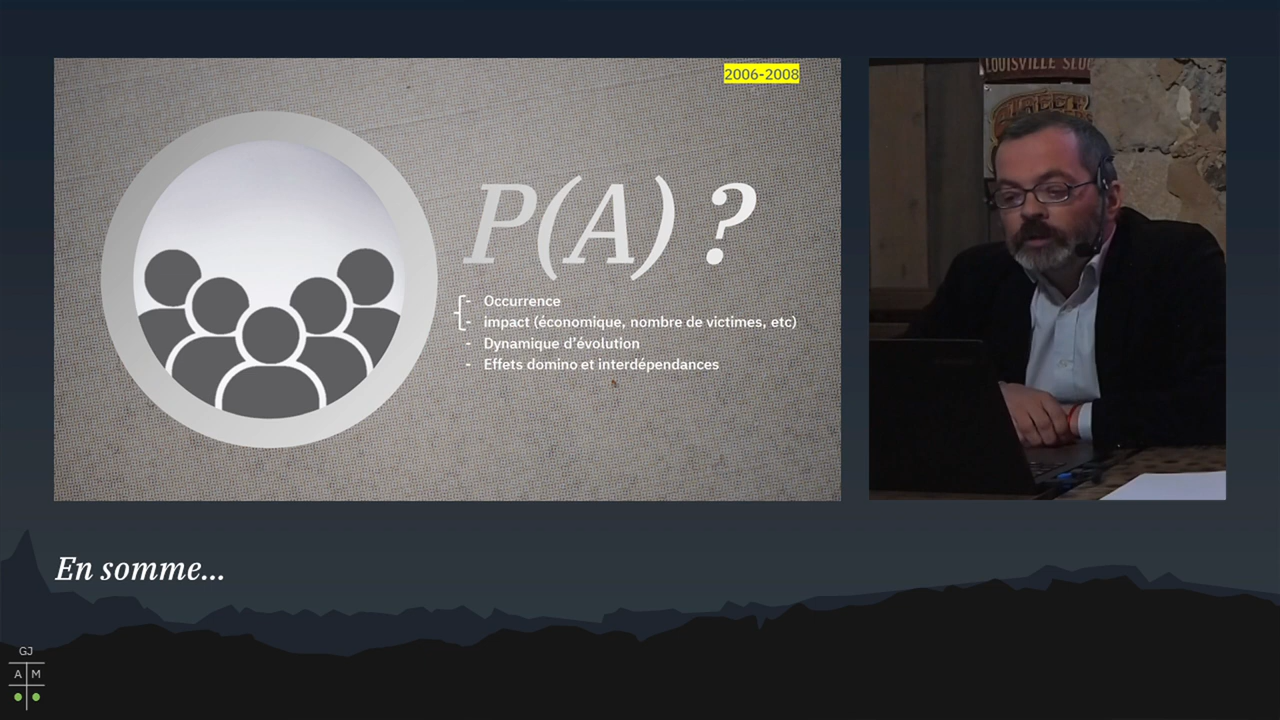 2006-2008
P(A) ?
- Occurrence
- impact (économique, nombre de victimes, etc)
- Dynamique d’évolution
- Effets domino et interdépendances
LOUISVILLE
En somme...
GJ
A M